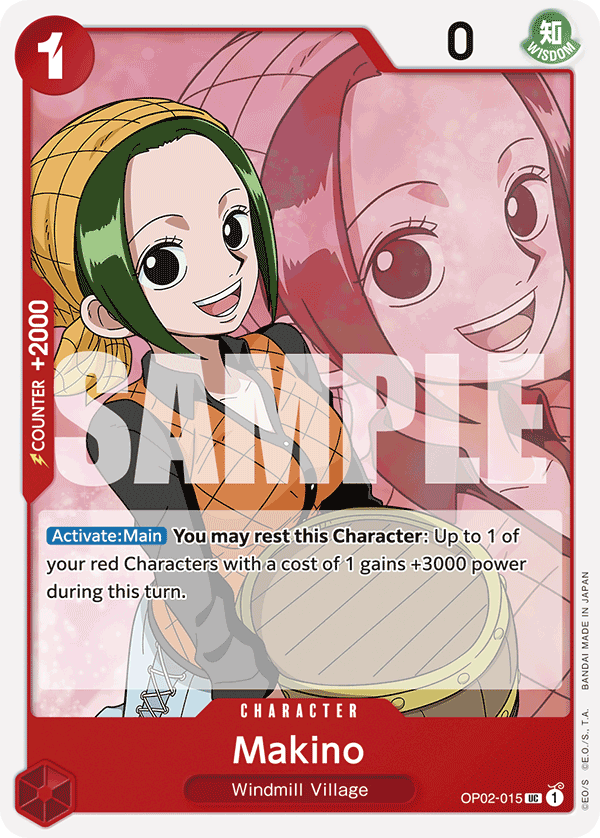 1
0
知
WISDOM
COUNTER +2000
SAMPLE
Activate:Main You may rest this Character: Up to 1 of
your red Characters with a cost of 1 gains +3000 power
during this turn.
CHARACTER
Makino
Windmill Village
OP02-015 UC 1
©E.O/S ©E.O./S., T.A. BANDAI MADE IN JAPAN